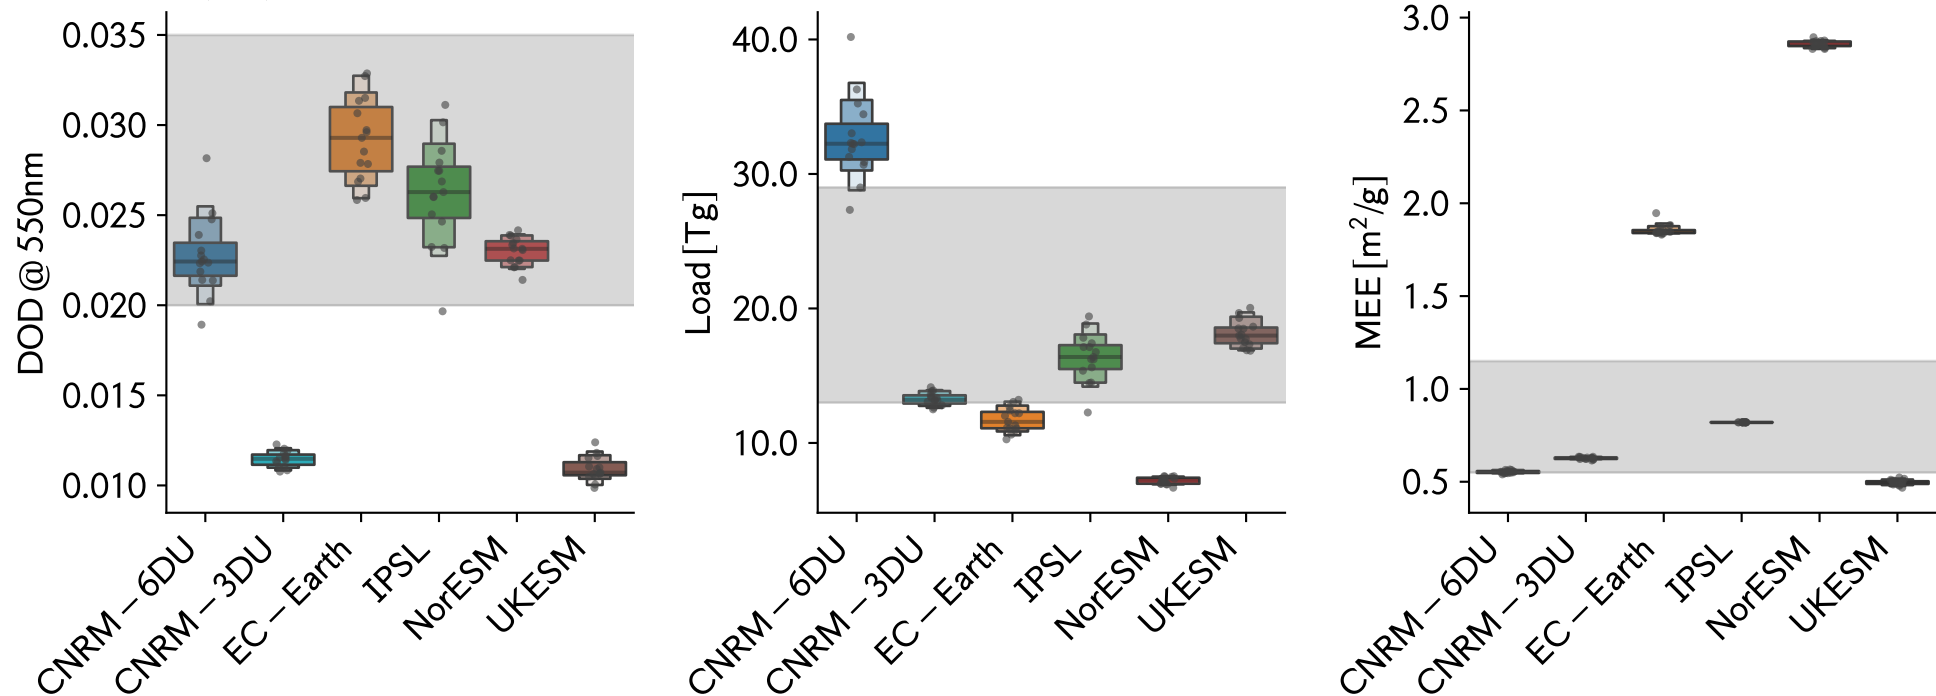 DOD @ 550nm
0.035
0.030
0.025
0.020
0.015
0.010
CNRM – 6DU
CNRM – 3DU
EC – Earth
IPSL
NorESM
UKESM
Load [Tg]
40.0
30.0
20.0
10.0
CNRM – 6DU
CNRM – 3DU
EC – Earth
IPSL
NorESM
UKESM
MEE [m²/g]
3.0
2.5
2.0
1.5
1.0
0.5
CNRM – 6DU
CNRM – 3DU
EC – Earth
IPSL
NorESM
UKESM